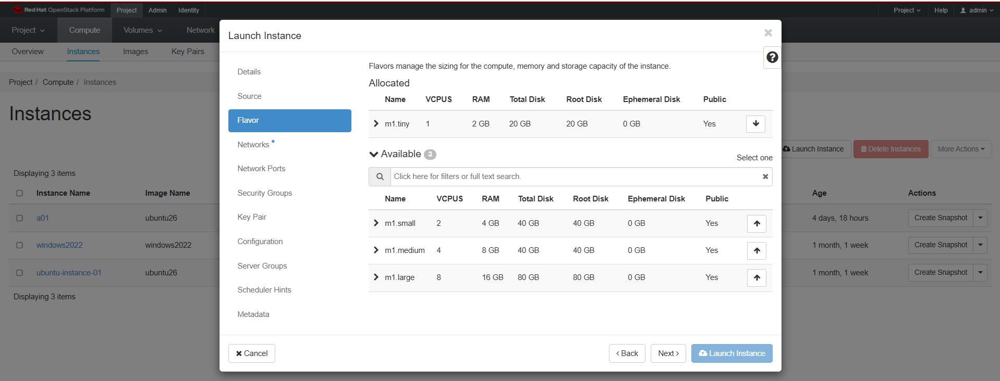 Red Hat OpenStack Platform Project Admin Identity Project Help admin
Project Compute Volumes Network
Overview Instances Images Key Pairs
Project / Compute / Instances
Instances
Launch Instance Delete Instances More Actions
Displaying 3 items
Instance Name Image Name Age Actions
a01 ubuntu26 4 days, 18 hours Create Snapshot
windows2022 windows2022 1 month, 1 week Create Snapshot
ubuntu-instance-01 ubuntu26 1 month, 1 week Create Snapshot
Displaying 3 items
Launch Instance
Details
Source
Flavor
Networks *
Network Ports
Security Groups
Key Pair
Configuration
Server Groups
Scheduler Hints
Metadata
Flavors manage the sizing for the compute, memory and storage capacity of the instance.
Allocated
Name VCPUS RAM Total Disk Root Disk Ephemeral Disk Public
m1.tiny 1 2 GB 20 GB 20 GB 0 GB Yes
Available 3
Select one
Click here for filters or full text search.
Name VCPUS RAM Total Disk Root Disk Ephemeral Disk Public
m1.small 2 4 GB 40 GB 40 GB 0 GB Yes
m1.medium 4 8 GB 40 GB 40 GB 0 GB Yes
m1.large 8 16 GB 80 GB 80 GB 0 GB Yes
Cancel < Back Next > Launch Instance